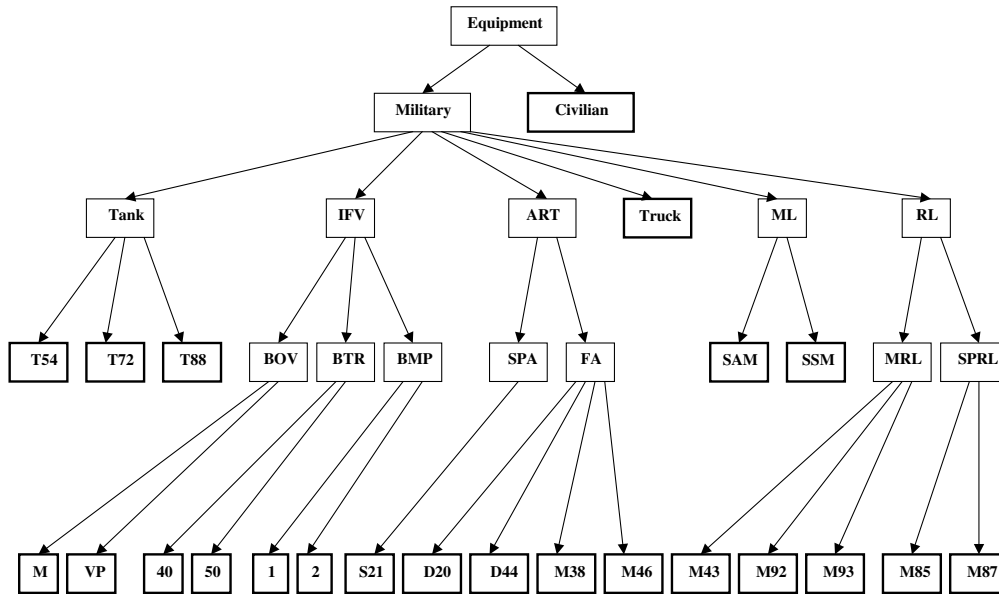 Equipment
Military Civilian
Tank IFV ART Truck ML RL
T54 T72 T88 BOV BTR BMP SPA FA SAM SSM MRL SPRL
M VP 40 50 1 2 S21 D20 D44 M38 M46 M43 M92 M93 M85 M87